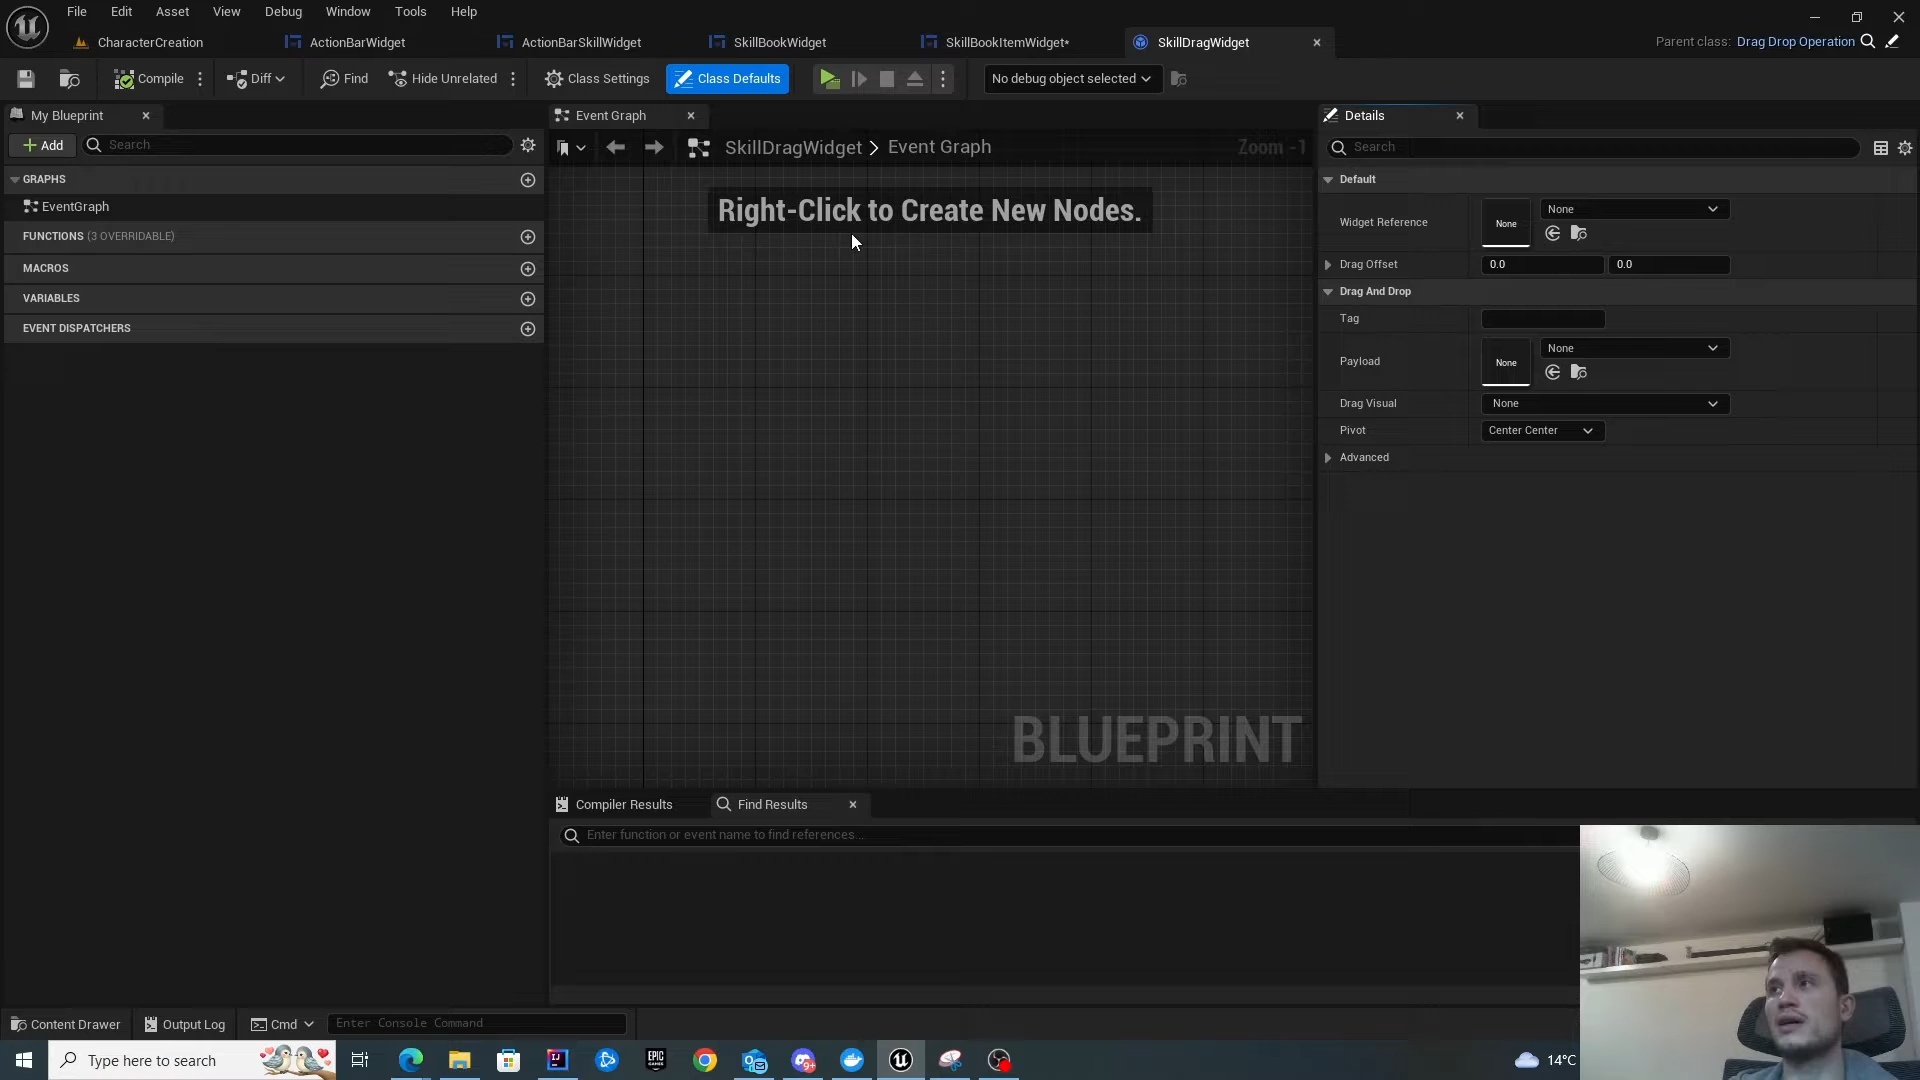 File Edit Asset View Debug Window Tools Help
CharacterCreation ActionBarWidget ActionBarSkillWidget SkillBookWidget SkillBookItemWidget* SkillDragWidget Parent class: Drag Drop Operation
Compile Diff Find Hide Unrelated Class Settings Class Defaults No debug object selected
My Blueprint Event Graph Details
Add Search SkillDragWidget > Event Graph Zoom -1 Search
GRAPHS
EventGraph
FUNCTIONS (3 OVERRIDABLE)
MACROS
VARIABLES
EVENT DISPATCHERS
Right-Click to Create New Nodes.
BLUEPRINT
Default
Widget Reference None None
Drag Offset 0.0 0.0
Drag And Drop
Tag
Payload None None
Drag Visual None
Pivot Center Center
Advanced
Compiler Results Find Results
Enter function or event name to find references...
Content Drawer Output Log Cmd Enter Console Command
Type here to search EPIC GAMES 9+ 14°C